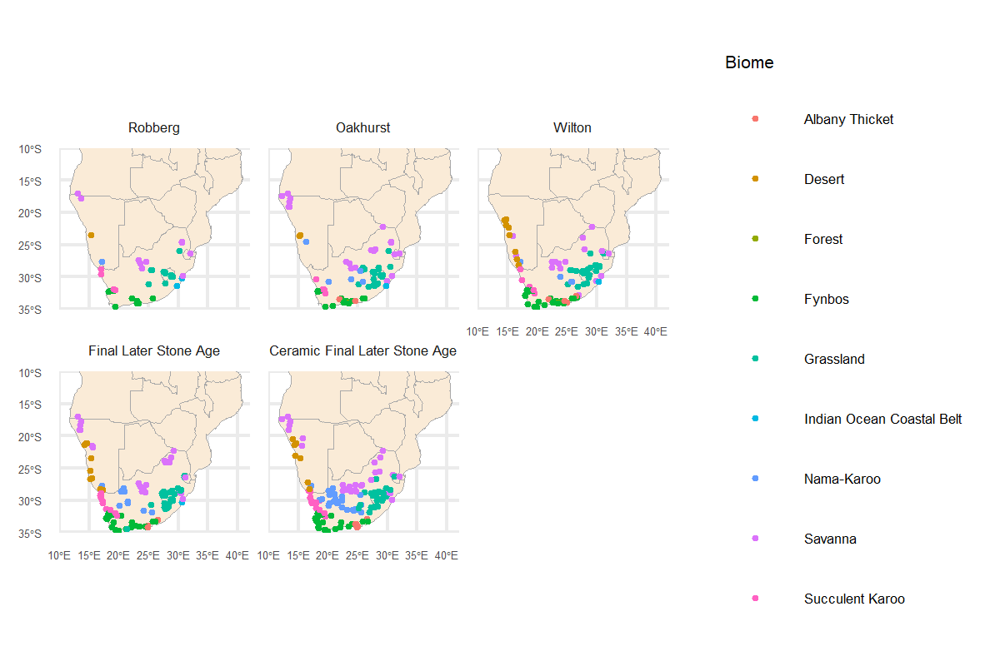 Biome
Albany Thicket
Desert
Forest
Fynbos
Grassland
Indian Ocean Coastal Belt
Nama-Karoo
Savanna
Succulent Karoo
Robberg
Oakhurst
Wilton
10°S
15°S
20°S
25°S
30°S
35°S
10°E 15°E 20°E 25°E 30°E 35°E 40°E
Final Later Stone Age
Ceramic Final Later Stone Age
10°S
15°S
20°S
25°S
30°S
35°S
10°E 15°E 20°E 25°E 30°E 35°E 40°E
10°E 15°E 20°E 25°E 30°E 35°E 40°E